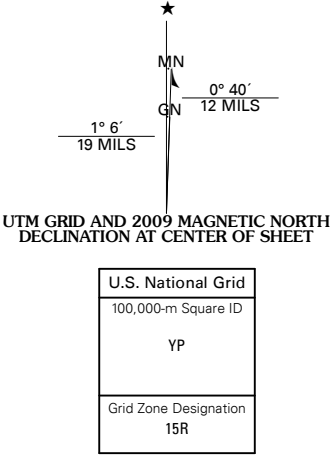 ★
MN
0° 40´
12 MILS
GN
1° 6´
19 MILS
UTM GRID AND 2009 MAGNETIC NORTH
DECLINATION AT CENTER OF SHEET
U.S. National Grid
100,000-m Square ID
YP
Grid Zone Designation
15R